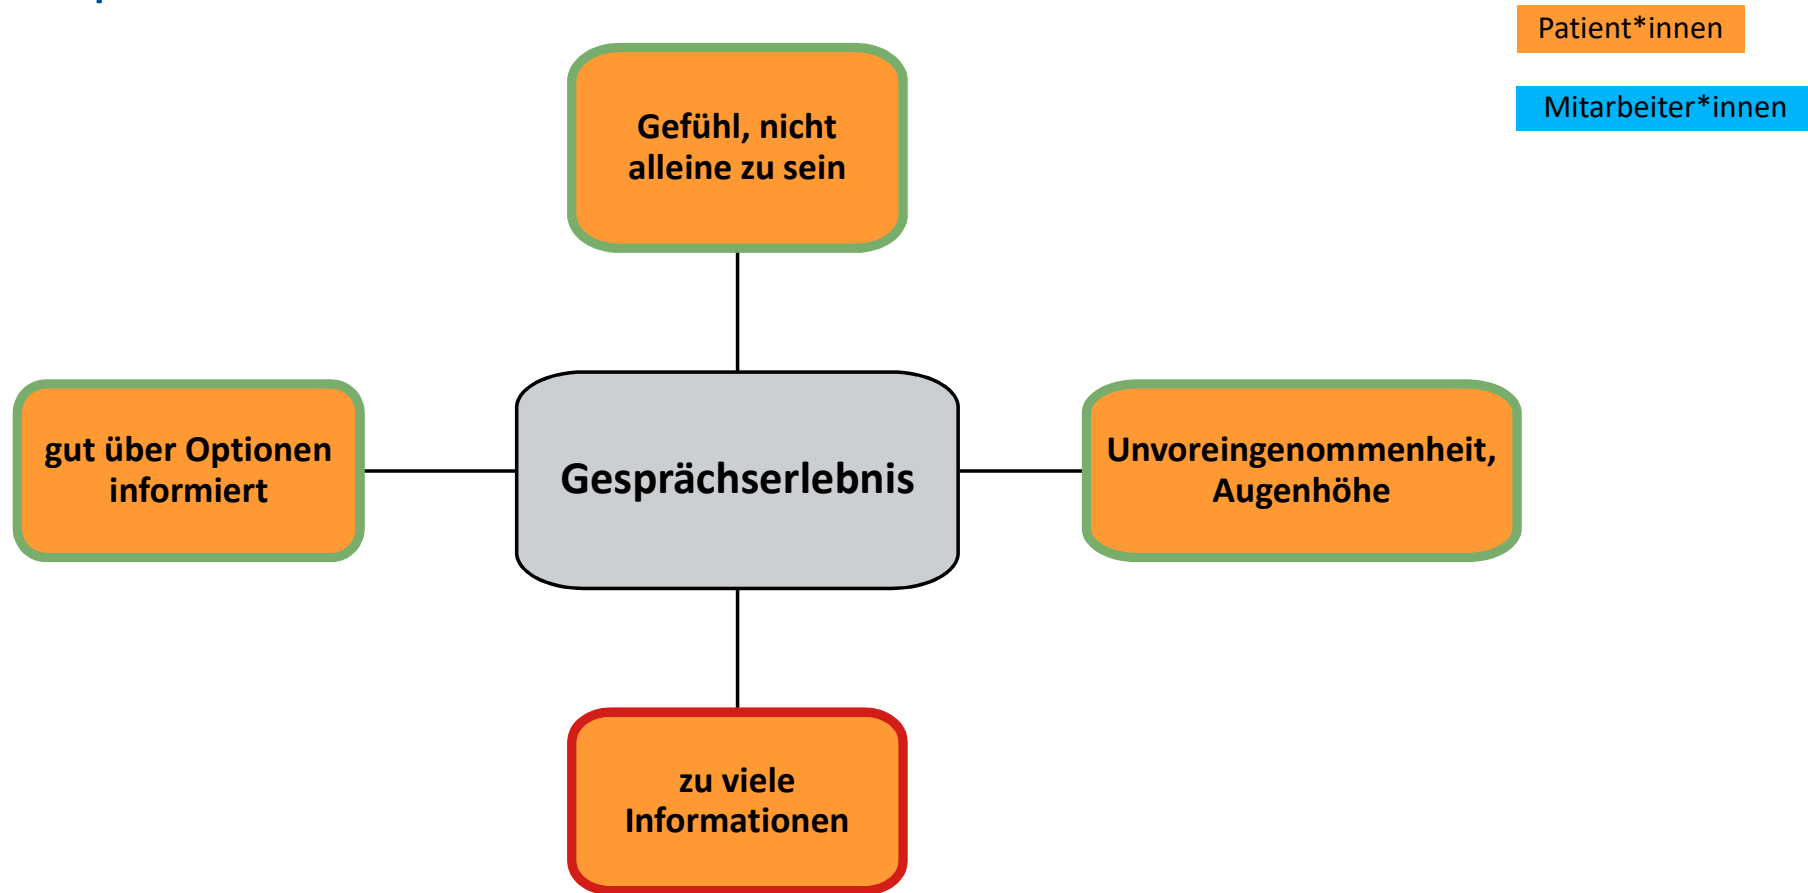 Patient*innen
Mitarbeiter*innen
Gefühl, nicht
alleine zu sein
gut über Optionen
informiert
Gesprächserlebnis
Unvoreingenommenheit,
Augenhöhe
zu viele
Informationen